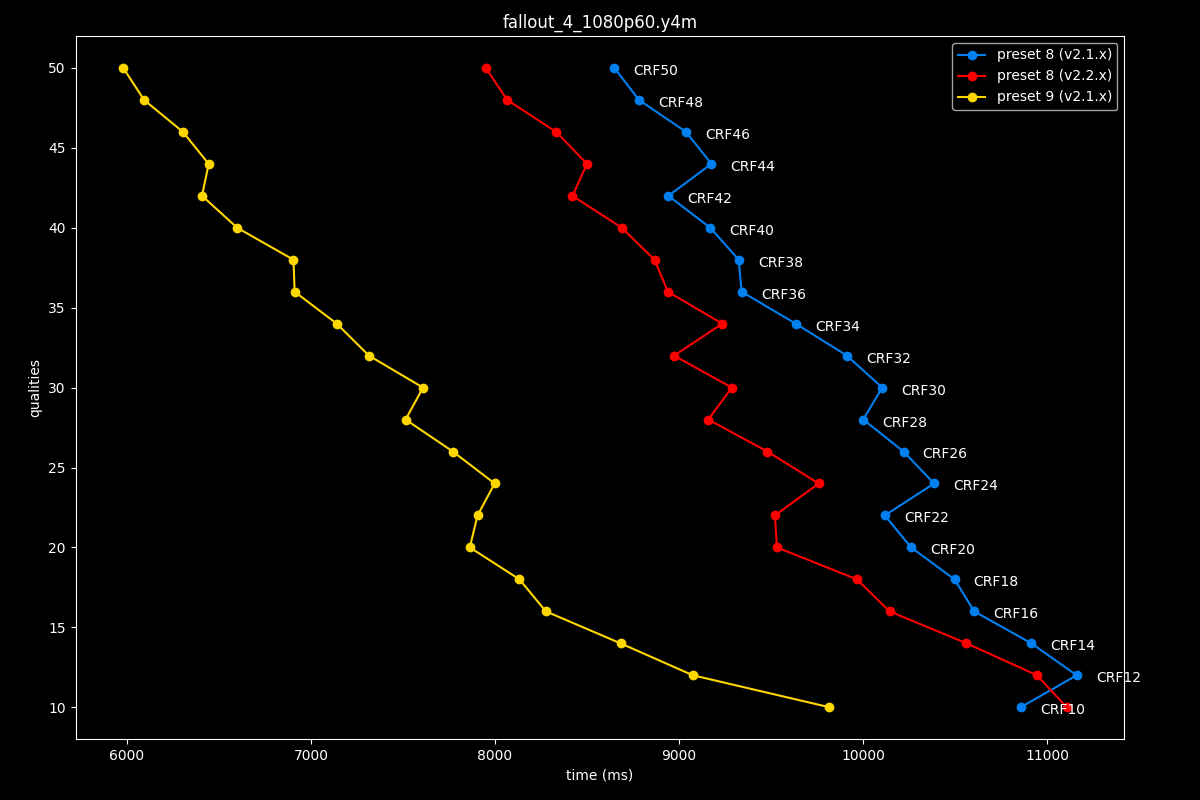 fallout_4_1080p60.y4m
preset 8 (v2.1.x)
preset 8 (v2.2.x)
preset 9 (v2.1.x)
50
45
40
35
30
25
20
15
10
qualities
CRF50
CRF48
CRF46
CRF44
CRF42
CRF40
CRF38
CRF36
CRF34
CRF32
CRF30
CRF28
CRF26
CRF24
CRF22
CRF20
CRF18
CRF16
CRF14
CRF12
CRF10
6000 7000 8000 9000 10000 11000
time (ms)